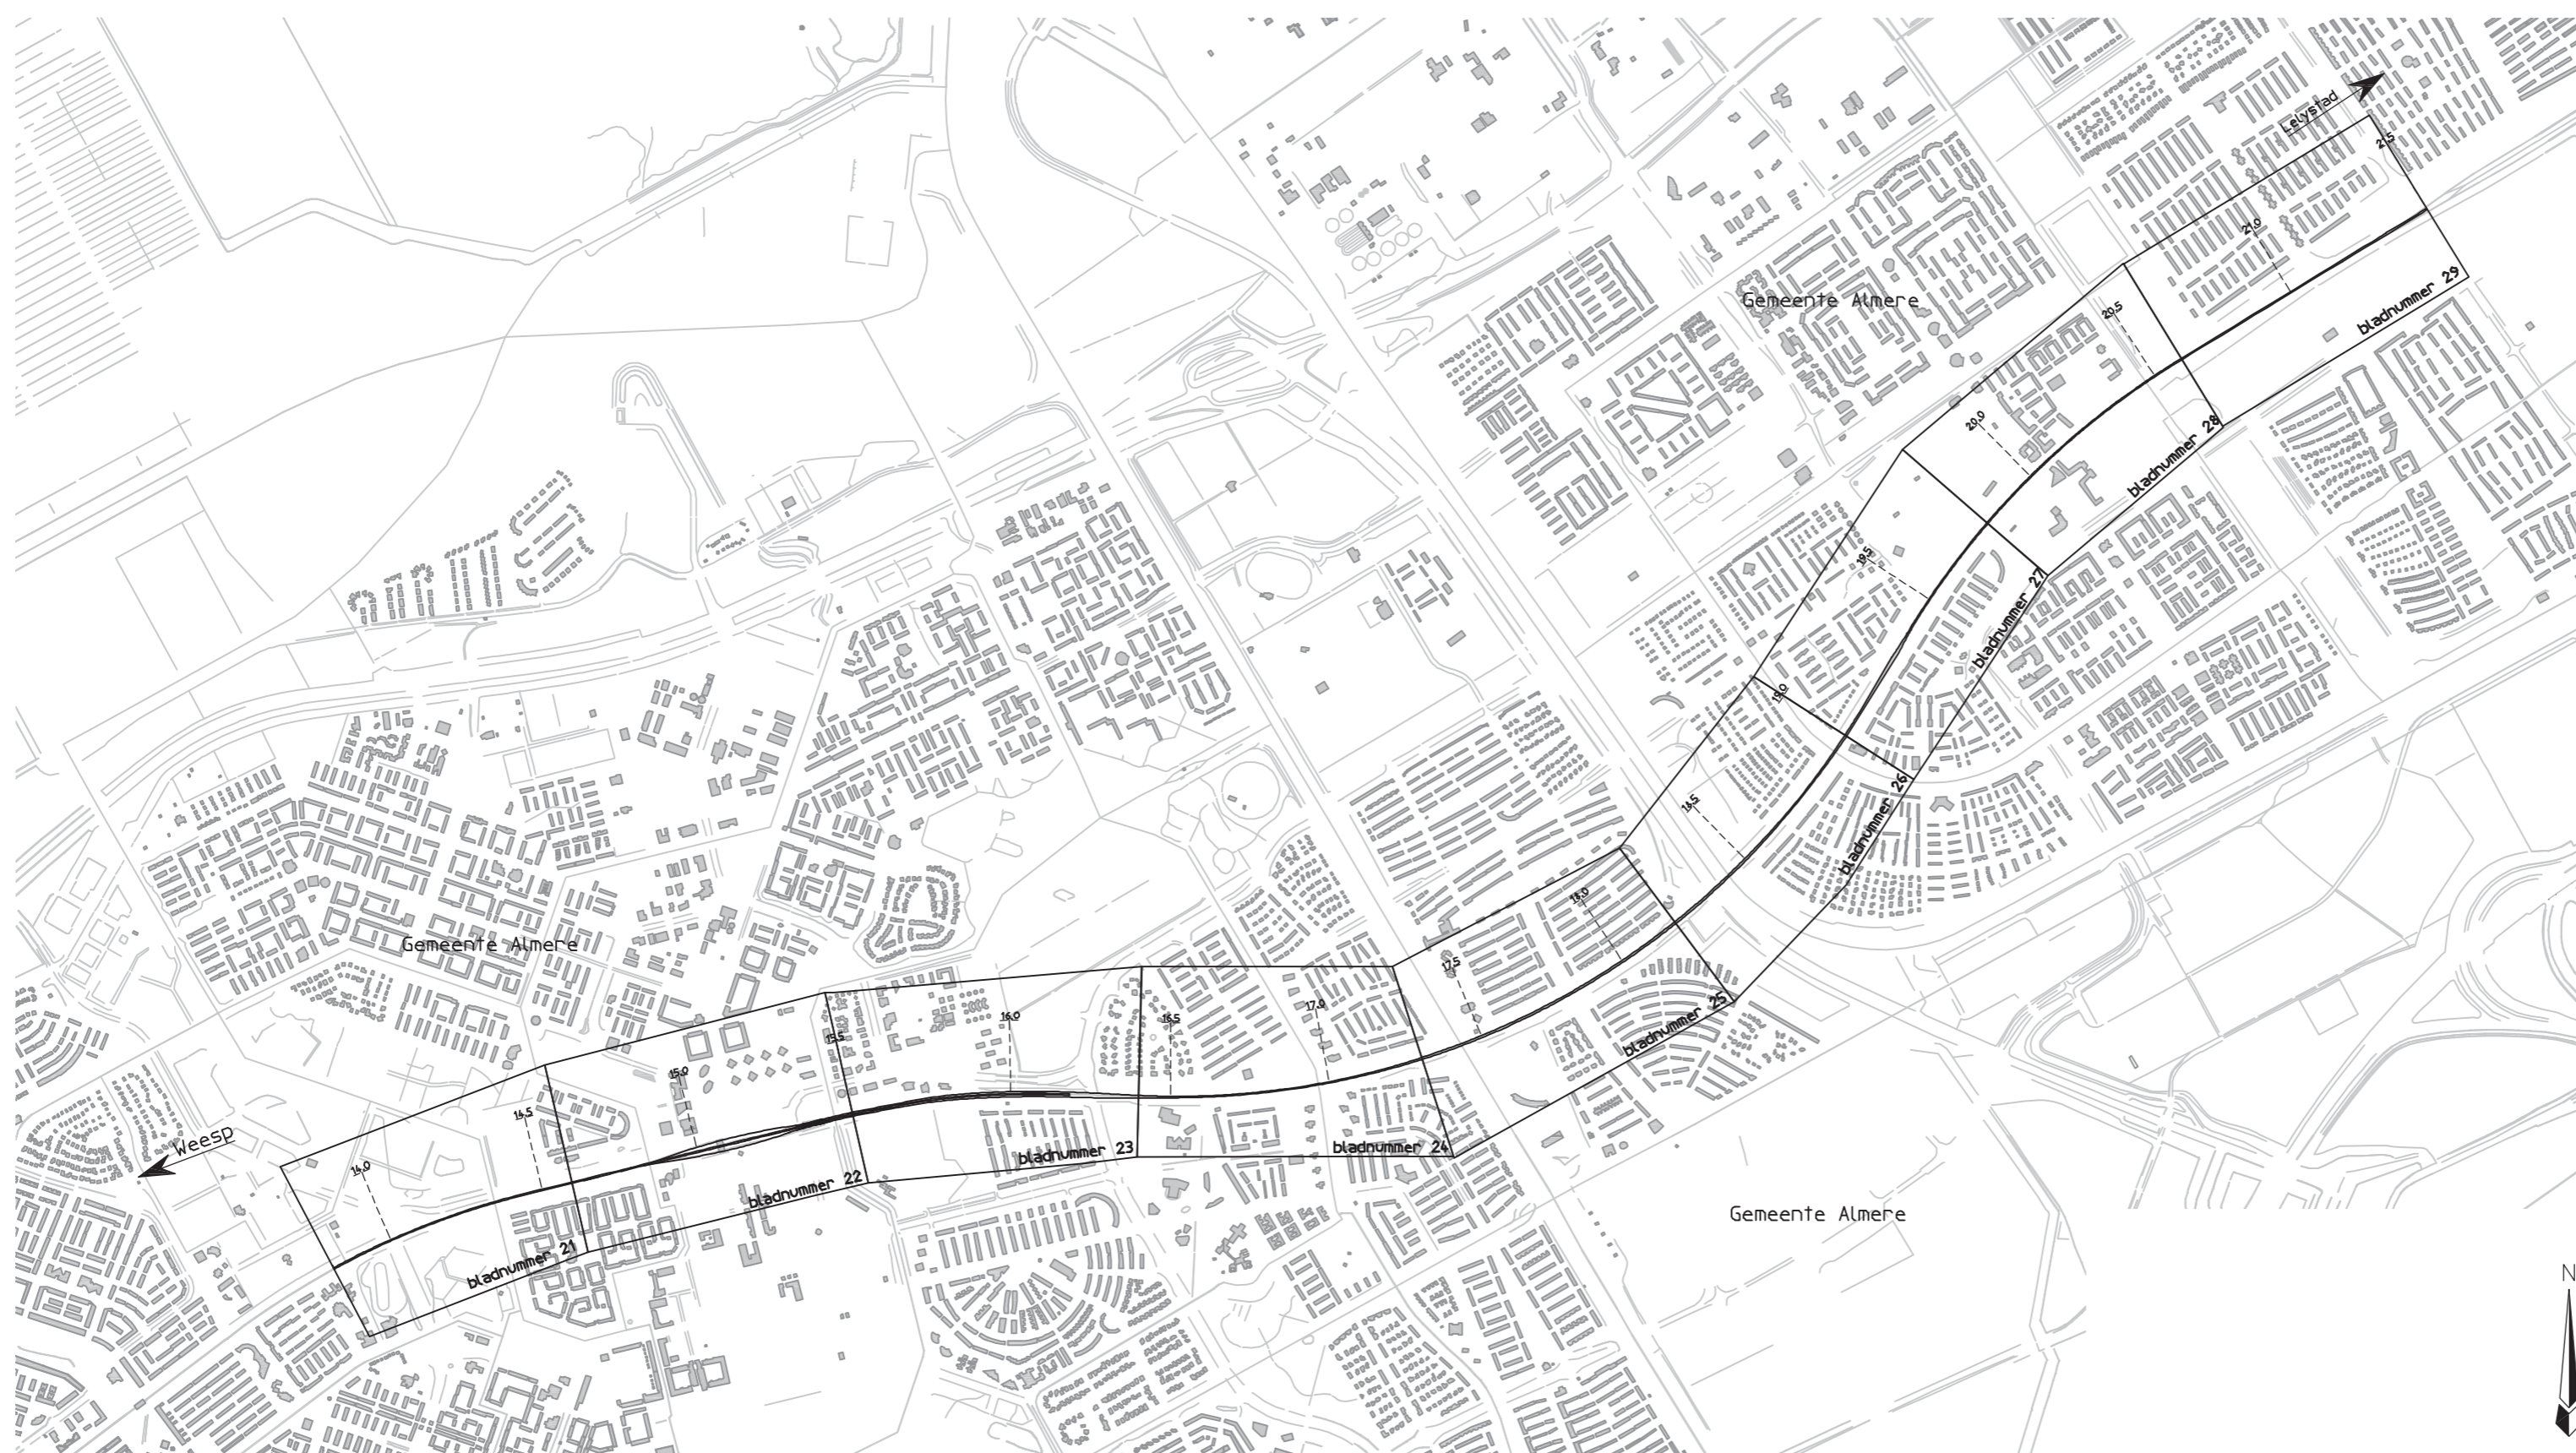 Lelystad
21.5
21.0
bladnummer 29
Gemeente Almere
20.5
20.0
bladnummer 28
19.5
bladnummer 27
19.0
bladnummer 26
18.5
18.0
bladnummer 25
17.5
Gemeente Almere
17.0
16.5
16.0
15.5
15.0
14.5
14.0
Weesp
bladnummer 24
bladnummer 23
bladnummer 22
bladnummer 21
Gemeente Almere
N